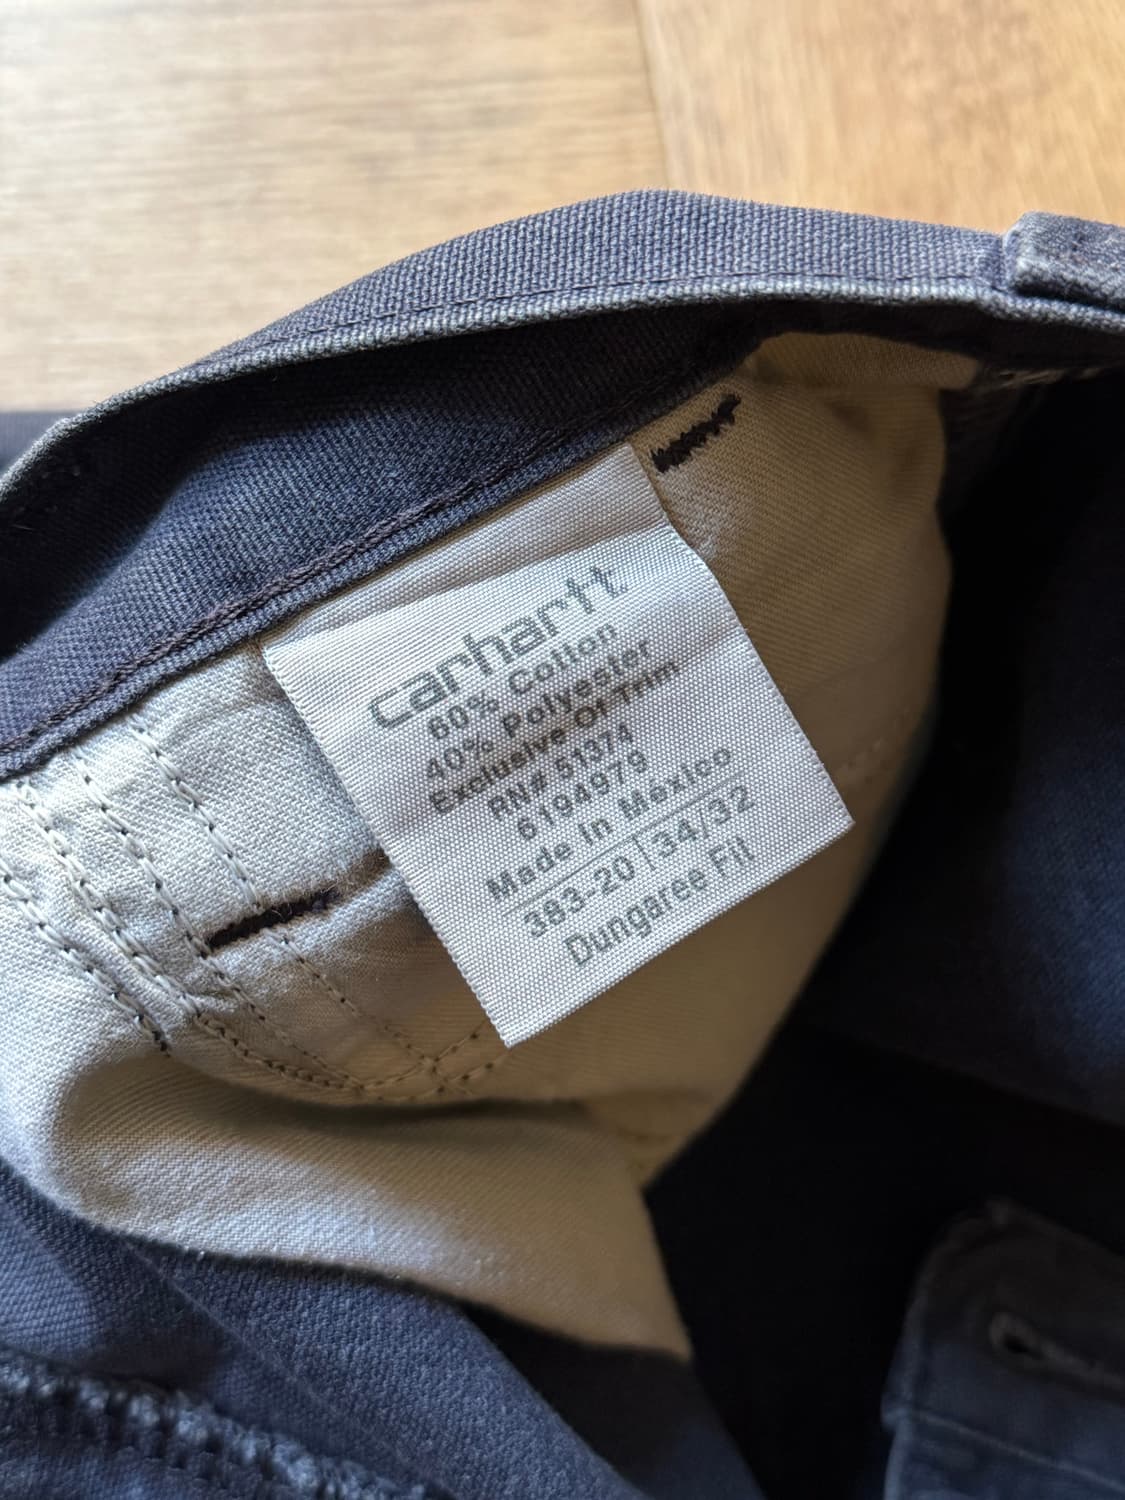 carhartt.
60% Cotton
40% Polyester
Exclusive Of Trim
RN# 51374
6194979
Made In México
383-20 | 34/32
Dungaree Fit